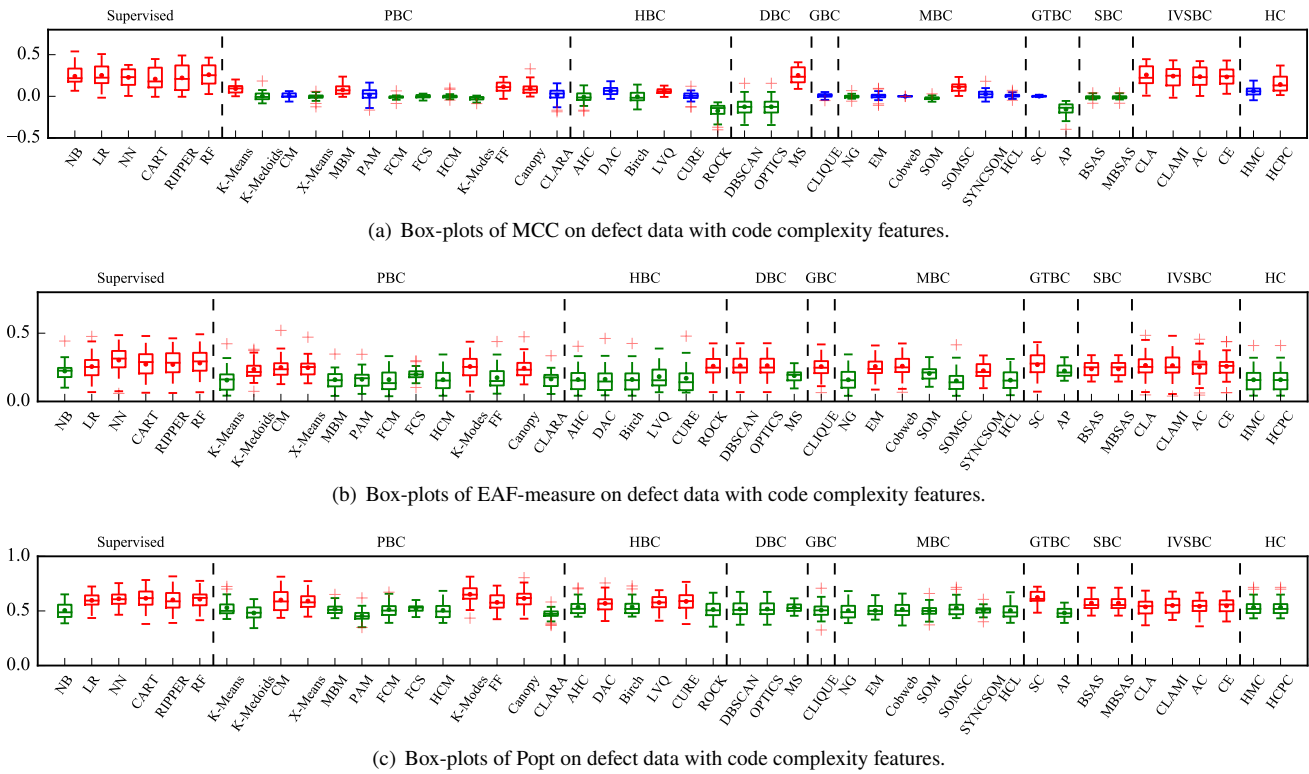 Supervised PBC HBC DBC GBC MBC GTBC SBC IVSBC HC
0.5
0.0
−0.5
NB LR NN CART RIPPER RF K-Means K-Medoids CM X-Means MBM PAM FCM FCS HCM K-Modes FF Canopy CLARA AHC DAC Birch LVQ CURE ROCK DBSCAN OPTICS MS CLIQUE NG EM Cobweb SOM SOMSC SYNCSOM HCL SC AP BSAS MBSAS CLA CLAMI AC CE HMC HCPC
(a) Box-plots of MCC on defect data with code complexity features.
Supervised PBC HBC DBC GBC MBC GTBC SBC IVSBC HC
0.5
0.0
NB LR NN CART RIPPER RF K-Means K-Medoids CM X-Means MBM PAM FCM FCS HCM K-Modes FF Canopy CLARA AHC DAC Birch LVQ CURE ROCK DBSCAN OPTICS MS CLIQUE NG EM Cobweb SOM SOMSC SYNCSOM HCL SC AP BSAS MBSAS CLA CLAMI AC CE HMC HCPC
(b) Box-plots of EAF-measure on defect data with code complexity features.
Supervised PBC HBC DBC GBC MBC GTBC SBC IVSBC HC
1.0
0.5
0.0
NB LR NN CART RIPPER RF K-Means K-Medoids CM X-Means MBM PAM FCM FCS HCM K-Modes FF Canopy CLARA AHC DAC Birch LVQ CURE ROCK DBSCAN OPTICS MS CLIQUE NG EM Cobweb SOM SOMSC SYNCSOM HCL SC AP BSAS MBSAS CLA CLAMI AC CE HMC HCPC
(c) Box-plots of Popt on defect data with code complexity features.